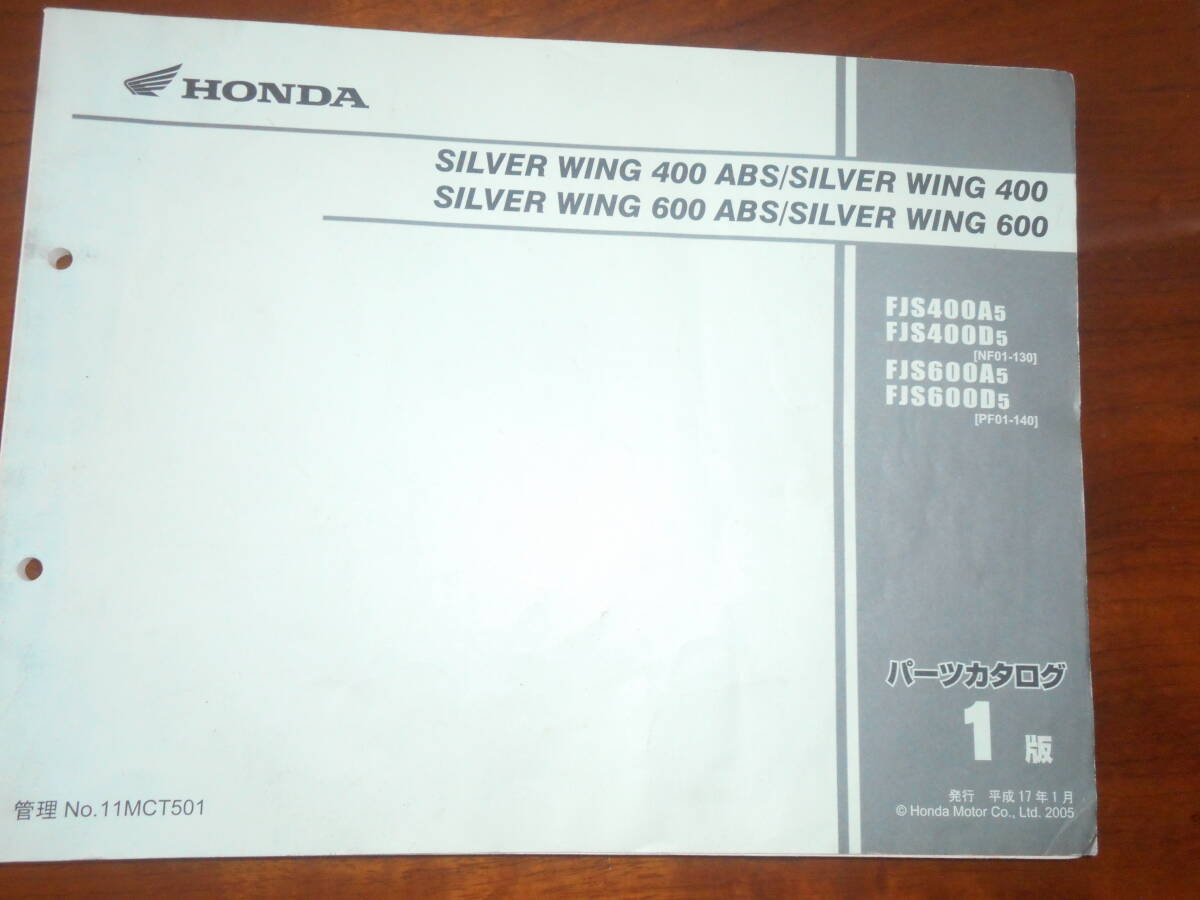 HONDA
SILVER WING 400 ABS/SILVER WING 400
SILVER WING 600 ABS/SILVER WING 600
FJS400A5
FJS400D5
[NF01-130]
FJS600A5
FJS600D5
[PF01-140]
パーツカタログ
1 版
発行 平成17年1月
© Honda Motor Co., Ltd. 2005
管理 No.11MCT501